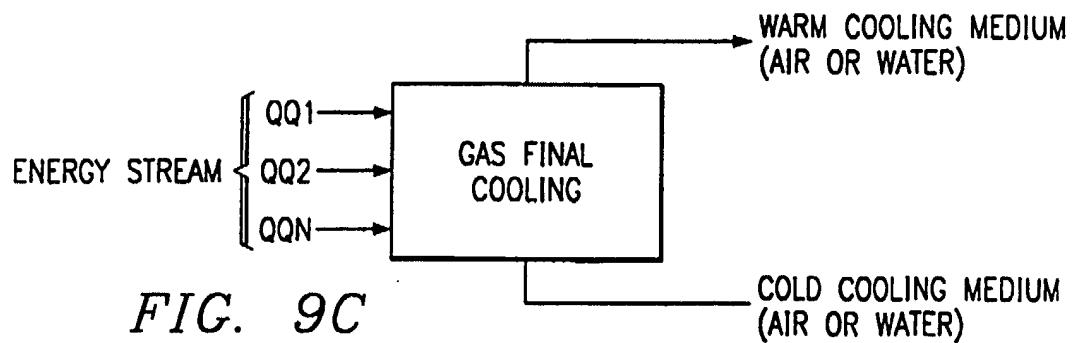 WARM COOLING MEDIUM
(AIR OR WATER)
ENERGY STREAM
QQ1
QQ2
QQN
GAS FINAL
COOLING
COLD COOLING MEDIUM
(AIR OR WATER)
FIG. 9C